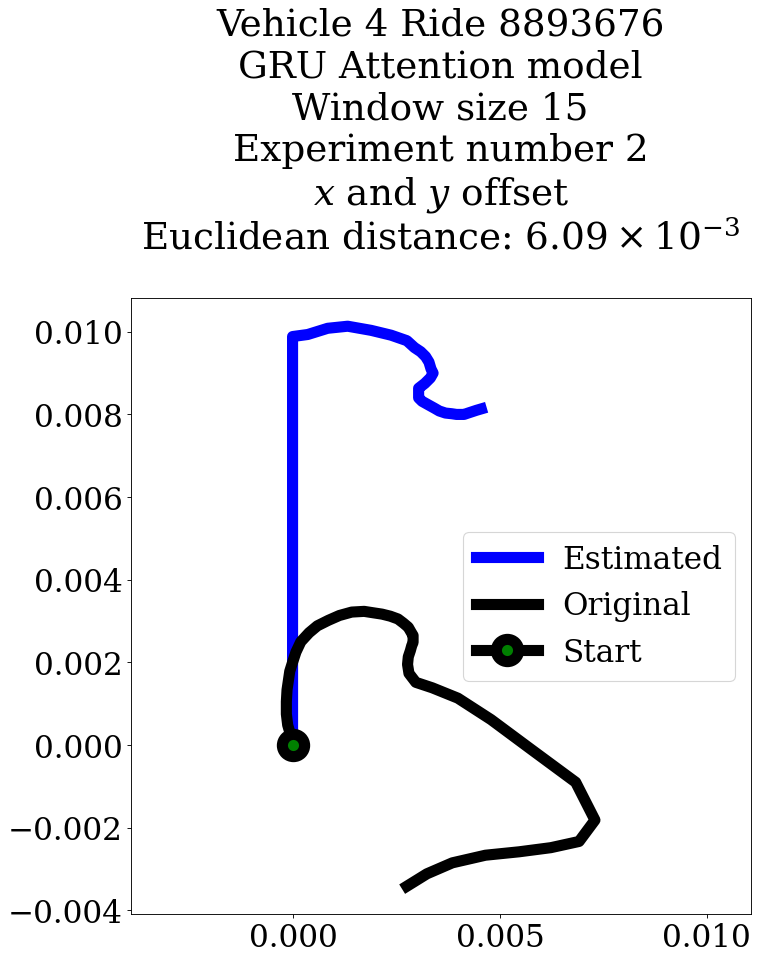 Vehicle 4 Ride 8893676
GRU Attention model
Window size 15
Experiment number 2
x and y offset
Euclidean distance: 6.09 × 10⁻³
0.010
0.008
0.006
0.004
0.002
0.000
−0.002
−0.004
Estimated
Original
Start
0.000
0.005
0.010